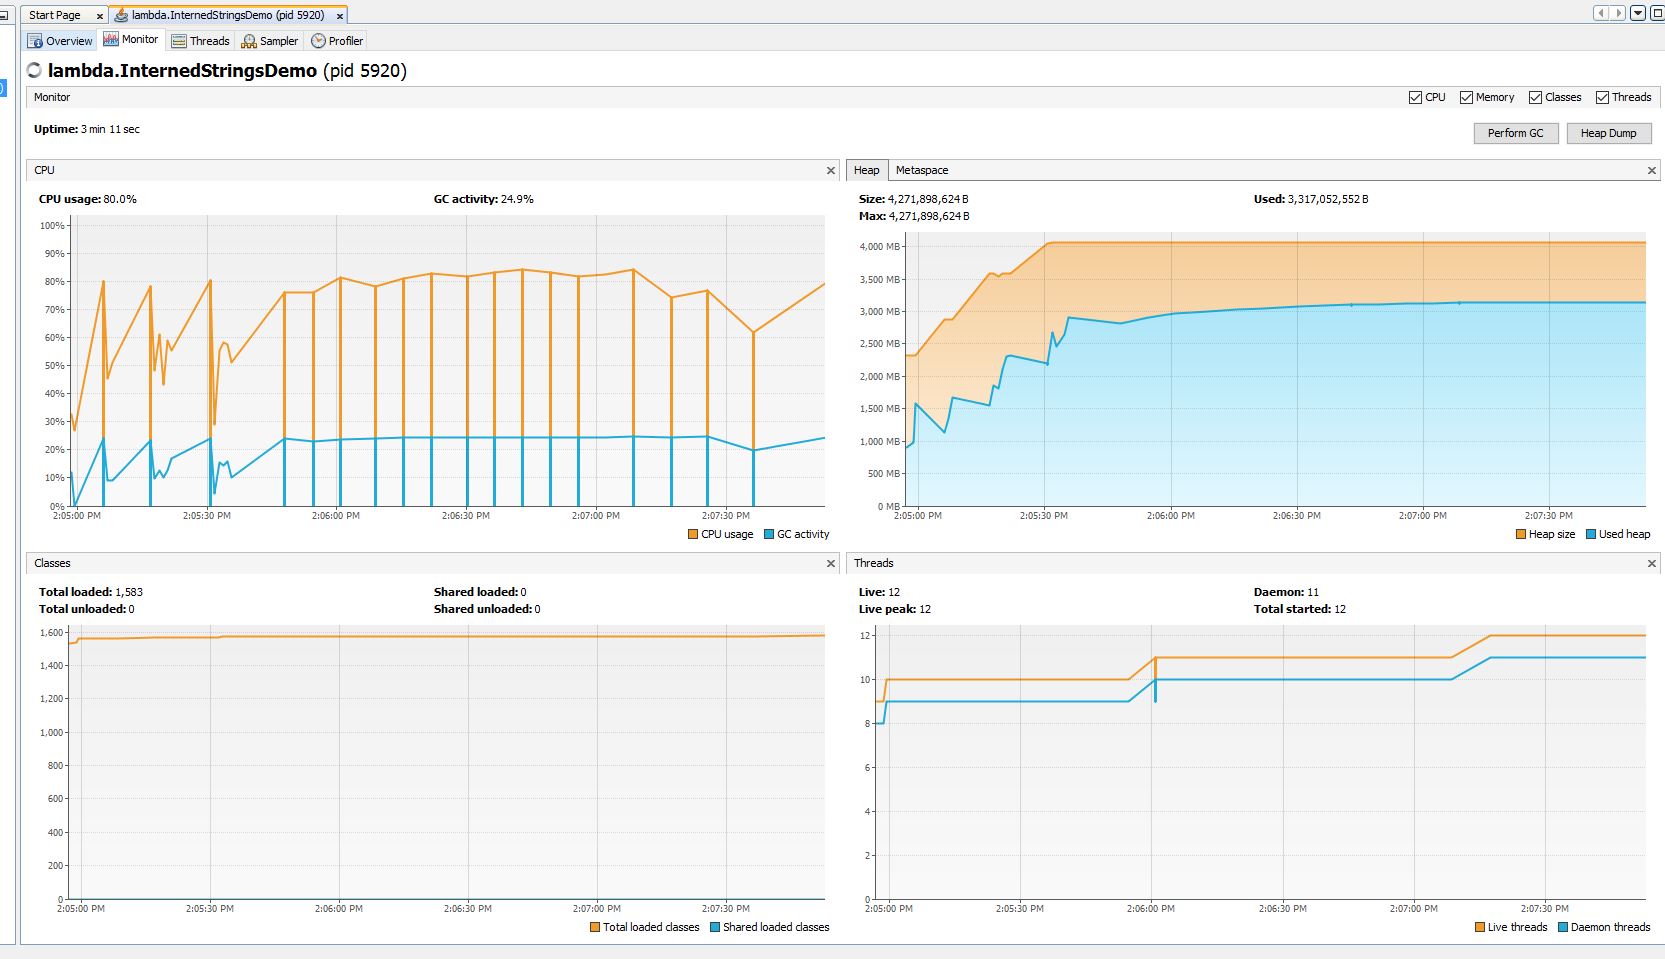 Start Page
lambda.InternedStringsDemo (pid 5920)
Overview Monitor Threads Sampler Profiler
lambda.InternedStringsDemo (pid 5920)
Monitor
CPU Memory Classes Threads
Uptime: 3 min 11 sec
Perform GC Heap Dump
CPU
CPU usage: 80.0% GC activity: 24.9%
100%
90%
80%
70%
60%
50%
40%
30%
20%
10%
0%
2:05:00 PM 2:05:30 PM 2:06:00 PM 2:06:30 PM 2:07:00 PM 2:07:30 PM
CPU usage GC activity
Heap Metaspace
Size: 4,271,898,624 B Used: 3,317,052,552 B
Max: 4,271,898,624 B
4,000 MB
3,500 MB
3,000 MB
2,500 MB
2,000 MB
1,500 MB
1,000 MB
500 MB
0 MB
2:05:00 PM 2:05:30 PM 2:06:00 PM 2:06:30 PM 2:07:00 PM 2:07:30 PM
Heap size Used heap
Classes
Total loaded: 1,583 Shared loaded: 0
Total unloaded: 0 Shared unloaded: 0
1,600
1,400
1,200
1,000
800
600
400
200
0
2:05:00 PM 2:05:30 PM 2:06:00 PM 2:06:30 PM 2:07:00 PM 2:07:30 PM
Total loaded classes Shared loaded classes
Threads
Live: 12 Daemon: 11
Live peak: 12 Total started: 12
12
10
8
6
4
2
0
2:05:00 PM 2:05:30 PM 2:06:00 PM 2:06:30 PM 2:07:00 PM 2:07:30 PM
Live threads Daemon threads